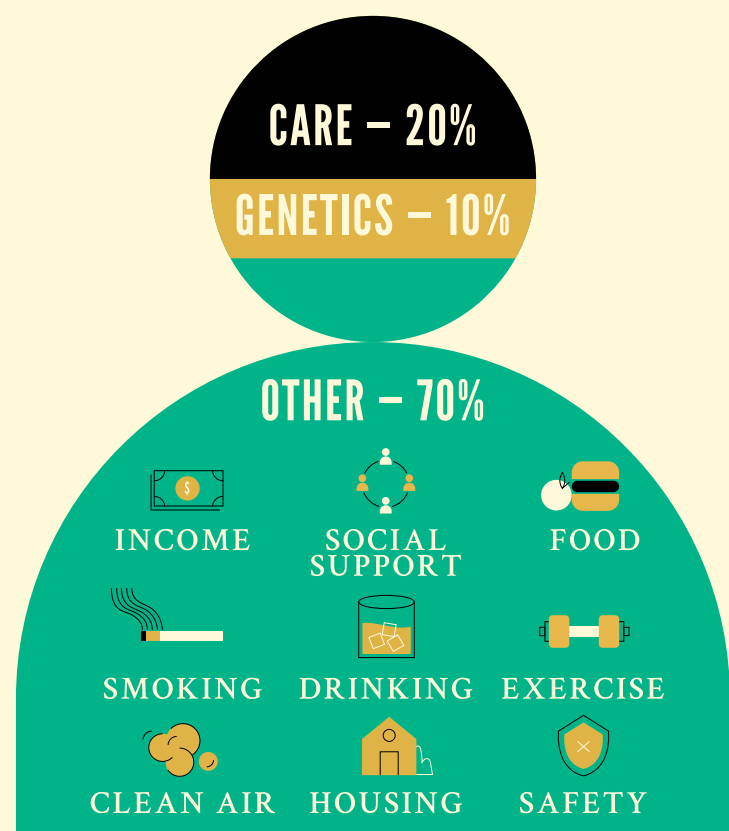 CARE – 20%
GENETICS – 10%
OTHER – 70%
$
INCOME
SOCIAL
SUPPORT
FOOD
SMOKING
DRINKING
EXERCISE
CLEAN AIR
HOUSING
SAFETY